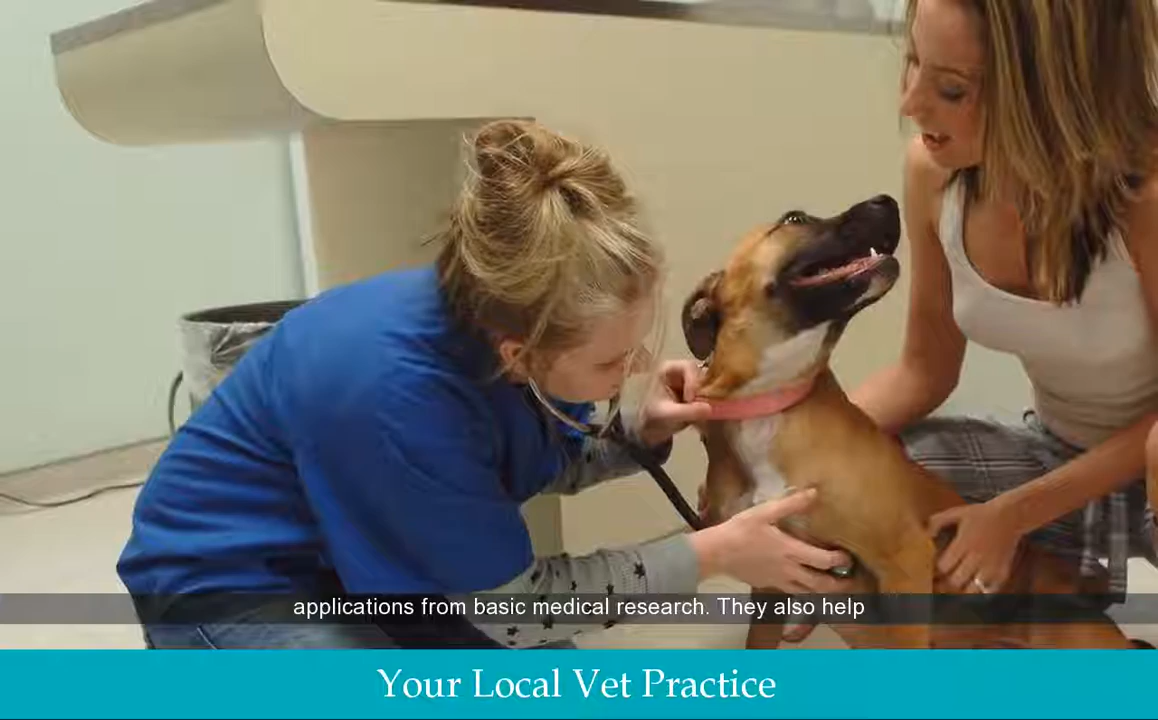 applications from basic medical research. They also help
Your Local Vet Practice